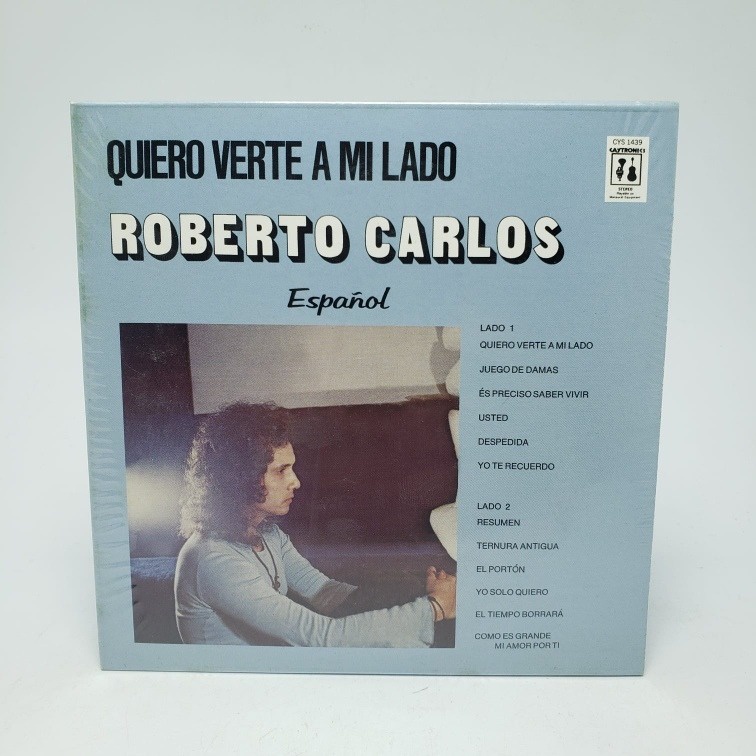 QUIERO VERTE A MI LADO
CYS 1439
CAYTRONICS
STEREO
ROBERTO CARLOS
Español
LADO 1
QUIERO VERTE A MI LADO
JUEGO DE DAMAS
ÉS PRECISO SABER VIVIR
USTED
DESPEDIDA
YO TE RECUERDO
LADO 2
RESUMEN
TERNURA ANTIGUA
EL PORTÓN
YO SOLO QUIERO
EL TIEMPO BORRARÁ
COMO ES GRANDE
MI AMOR POR TI